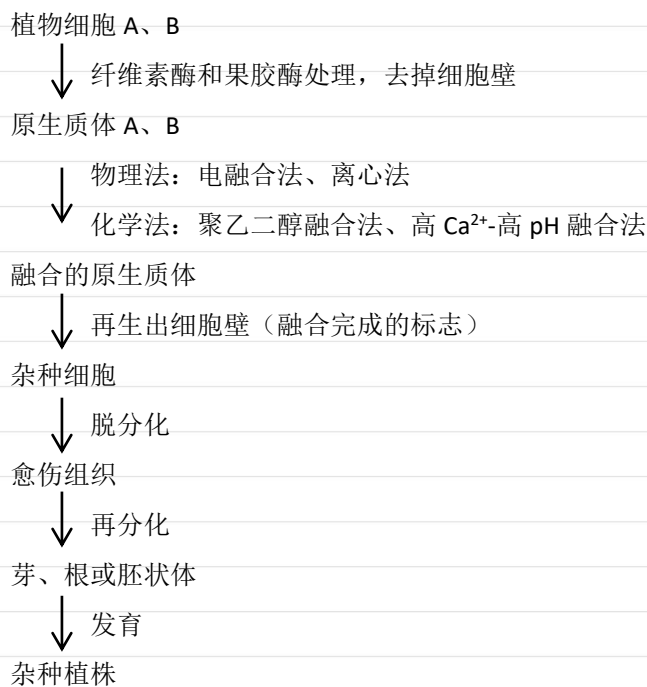 植物细胞 A、B
纤维素酶和果胶酶处理，去掉细胞壁
原生质体 A、B
物理法：电融合法、离心法
化学法：聚乙二醇融合法、高 Ca²⁺-高 pH 融合法
融合的原生质体
再生出细胞壁（融合完成的标志）
杂种细胞
脱分化
愈伤组织
再分化
芽、根或胚状体
发育
杂种植株